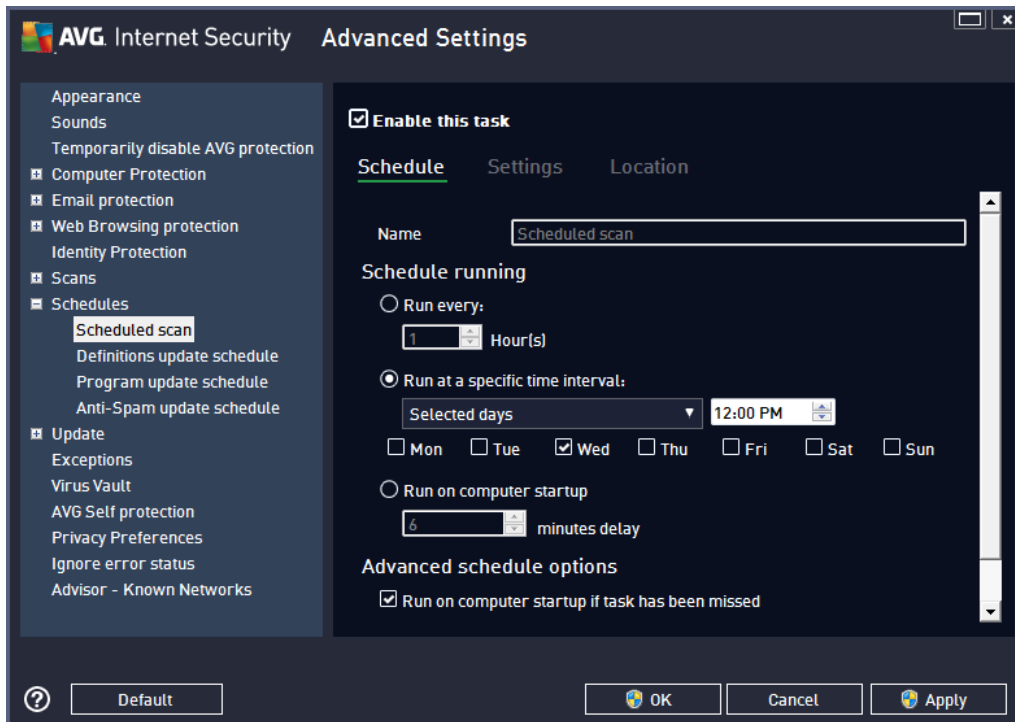 AVG. Internet Security Advanced Settings
Appearance
Sounds
Temporarily disable AVG protection
Computer Protection
Email protection
Web Browsing protection
Identity Protection
Scans
Schedules
Scheduled scan
Definitions update schedule
Program update schedule
Anti-Spam update schedule
Update
Exceptions
Virus Vault
AVG Self protection
Privacy Preferences
Ignore error status
Advisor - Known Networks
Enable this task
Schedule Settings Location
Name Scheduled scan
Schedule running
Run every:
1 Hour(s)
Run at a specific time interval:
Selected days 12:00 PM
Mon Tue Wed Thu Fri Sat Sun
Run on computer startup
6 minutes delay
Advanced schedule options
Run on computer startup if task has been missed
? Default OK Cancel Apply